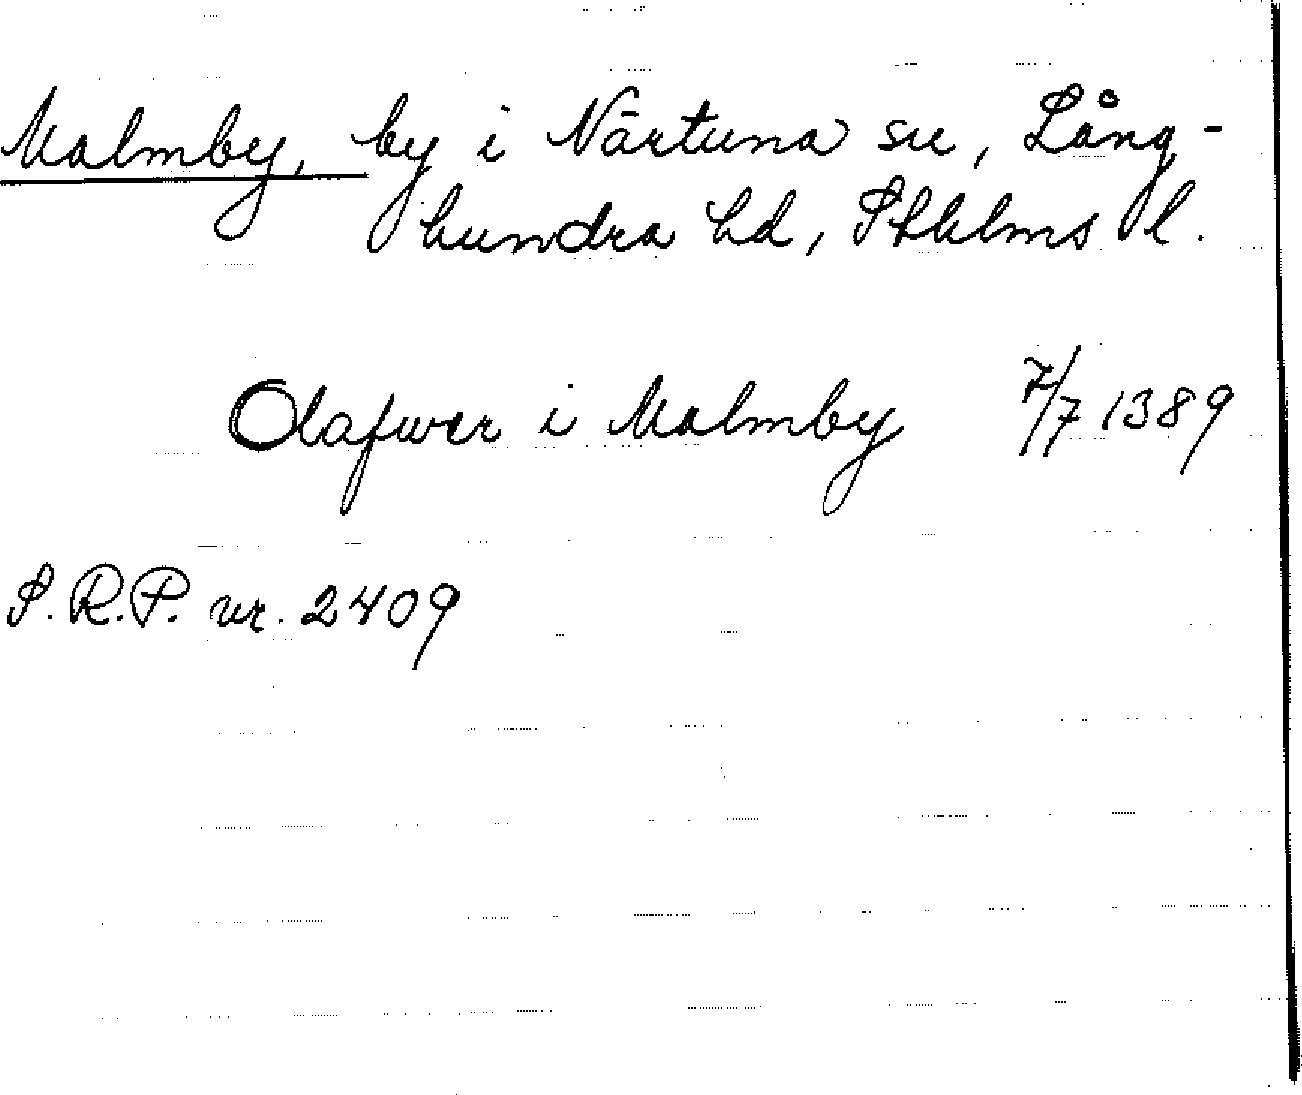 Malmby, by i Närtuna sn, Lång-
hundra hd, Sthlms l.
Olafwer i Malmby 7/7 1389
S.R.P. nr. 2409